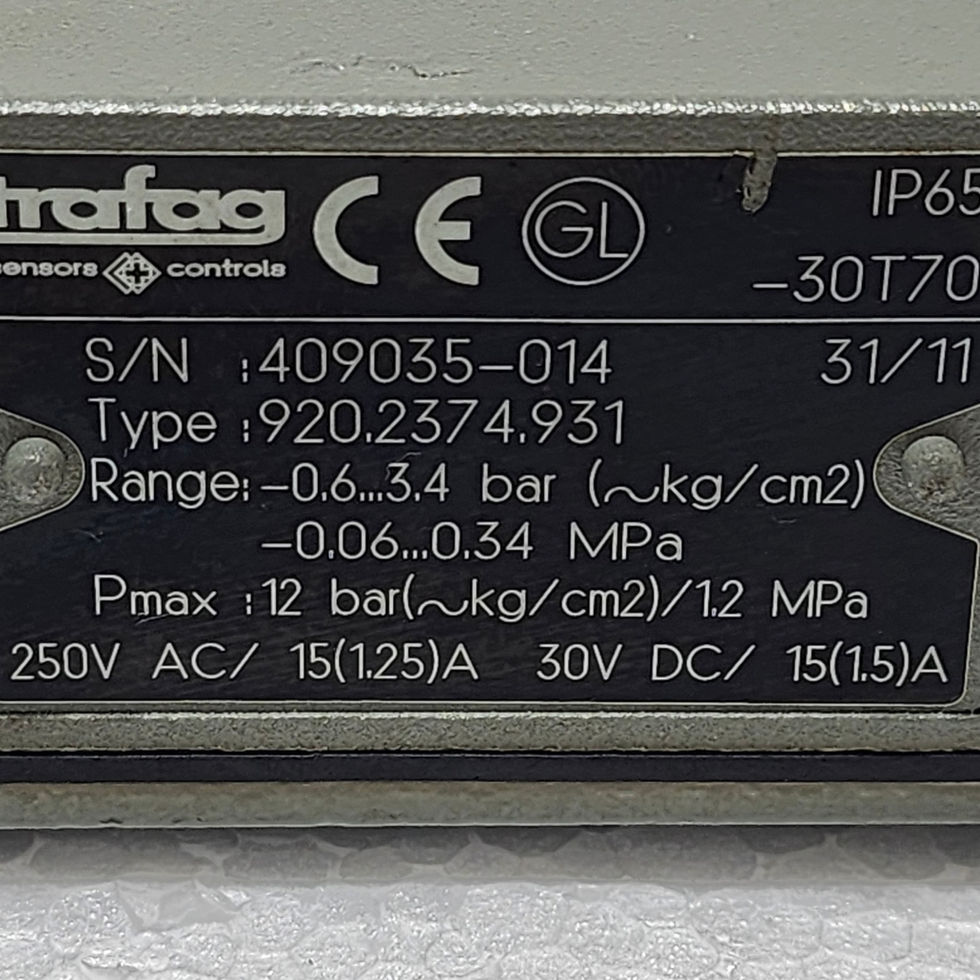 trafag CE GL IP65
sensors controls -30T70
S/N :409035-014 31/11
Type :920.2374.931
Range:-0.6...3.4 bar (~kg/cm2)
-0.06...0.34 MPa
Pmax :12 bar(~kg/cm2)/1.2 MPa
250V AC/ 15(1.25)A 30V DC/ 15(1.5)A